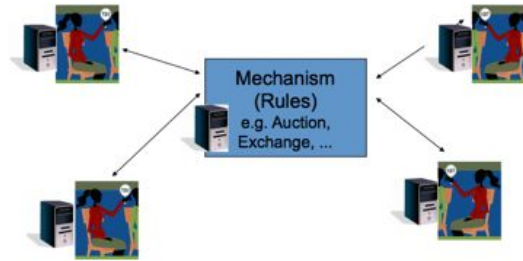 Mechanism
(Rules)
e.g. Auction,
Exchange, ...